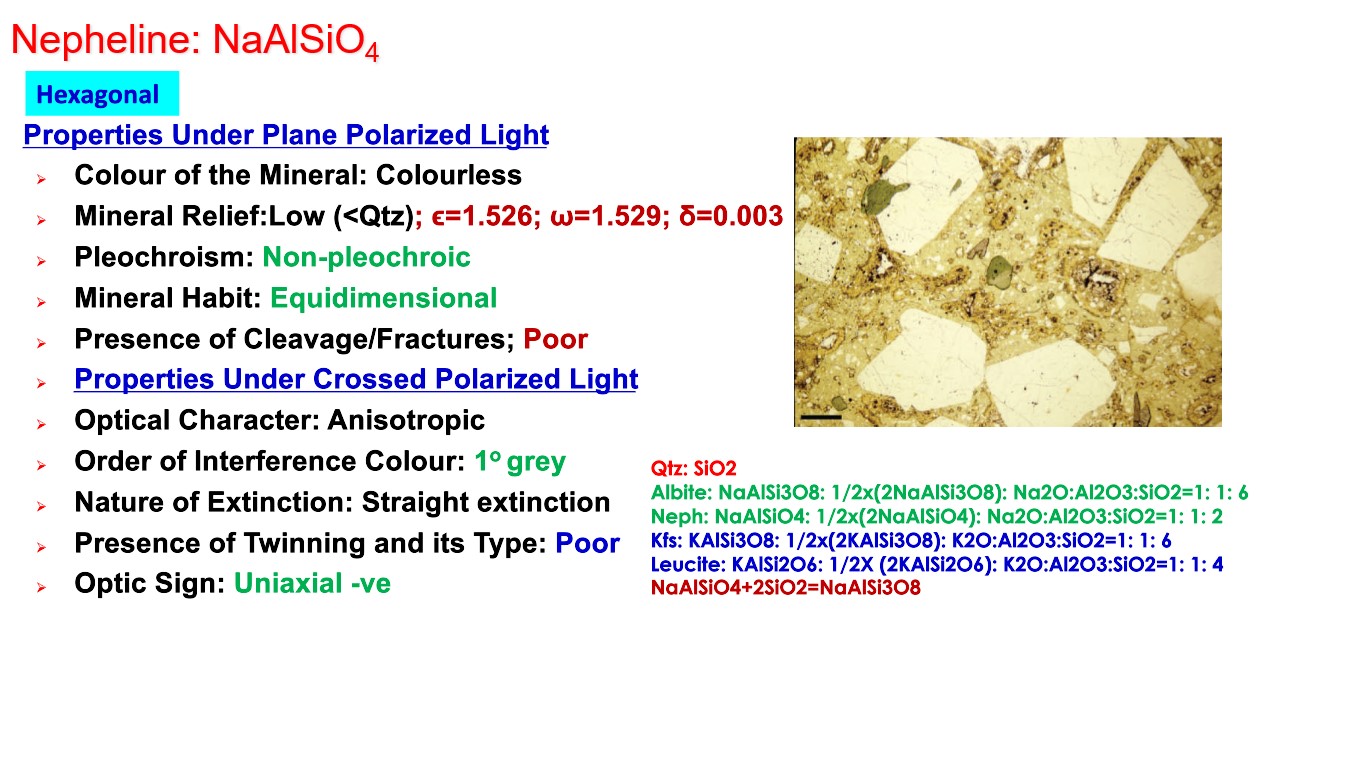 Nepheline: NaAlSiO₄
Hexagonal
Properties Under Plane Polarized Light
➢ Colour of the Mineral: Colourless
➢ Mineral Relief:Low (<Qtz); ϵ=1.526; ω=1.529; δ=0.003
➢ Pleochroism: Non-pleochroic
➢ Mineral Habit: Equidimensional
➢ Presence of Cleavage/Fractures; Poor
➢ Properties Under Crossed Polarized Light
➢ Optical Character: Anisotropic
➢ Order of Interference Colour: 1° grey
➢ Nature of Extinction: Straight extinction
➢ Presence of Twinning and its Type: Poor
➢ Optic Sign: Uniaxial -ve
Qtz: SiO2
Albite: NaAlSi3O8: 1/2x(2NaAlSi3O8): Na2O:Al2O3:SiO2=1: 1: 6
Neph: NaAlSiO4: 1/2x(2NaAlSiO4): Na2O:Al2O3:SiO2=1: 1: 2
Kfs: KAlSi3O8: 1/2x(2KAlSi3O8): K2O:Al2O3:SiO2=1: 1: 6
Leucite: KAlSi2O6: 1/2X (2KAlSi2O6): K2O:Al2O3:SiO2=1: 1: 4
NaAlSiO4+2SiO2=NaAlSi3O8